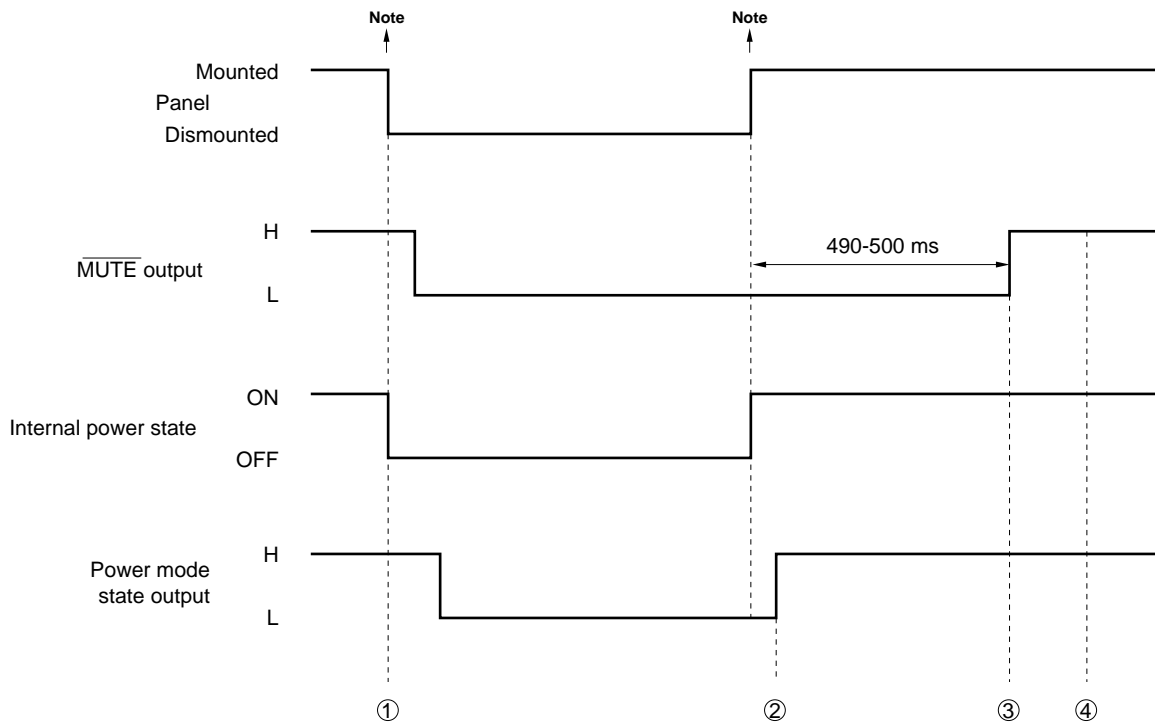 Note Note
Mounted
Panel
Dismounted
H
490-500 ms
MUTE output
L
ON
Internal power state
OFF
H
Power mode
state output
L
① ② ③ ④